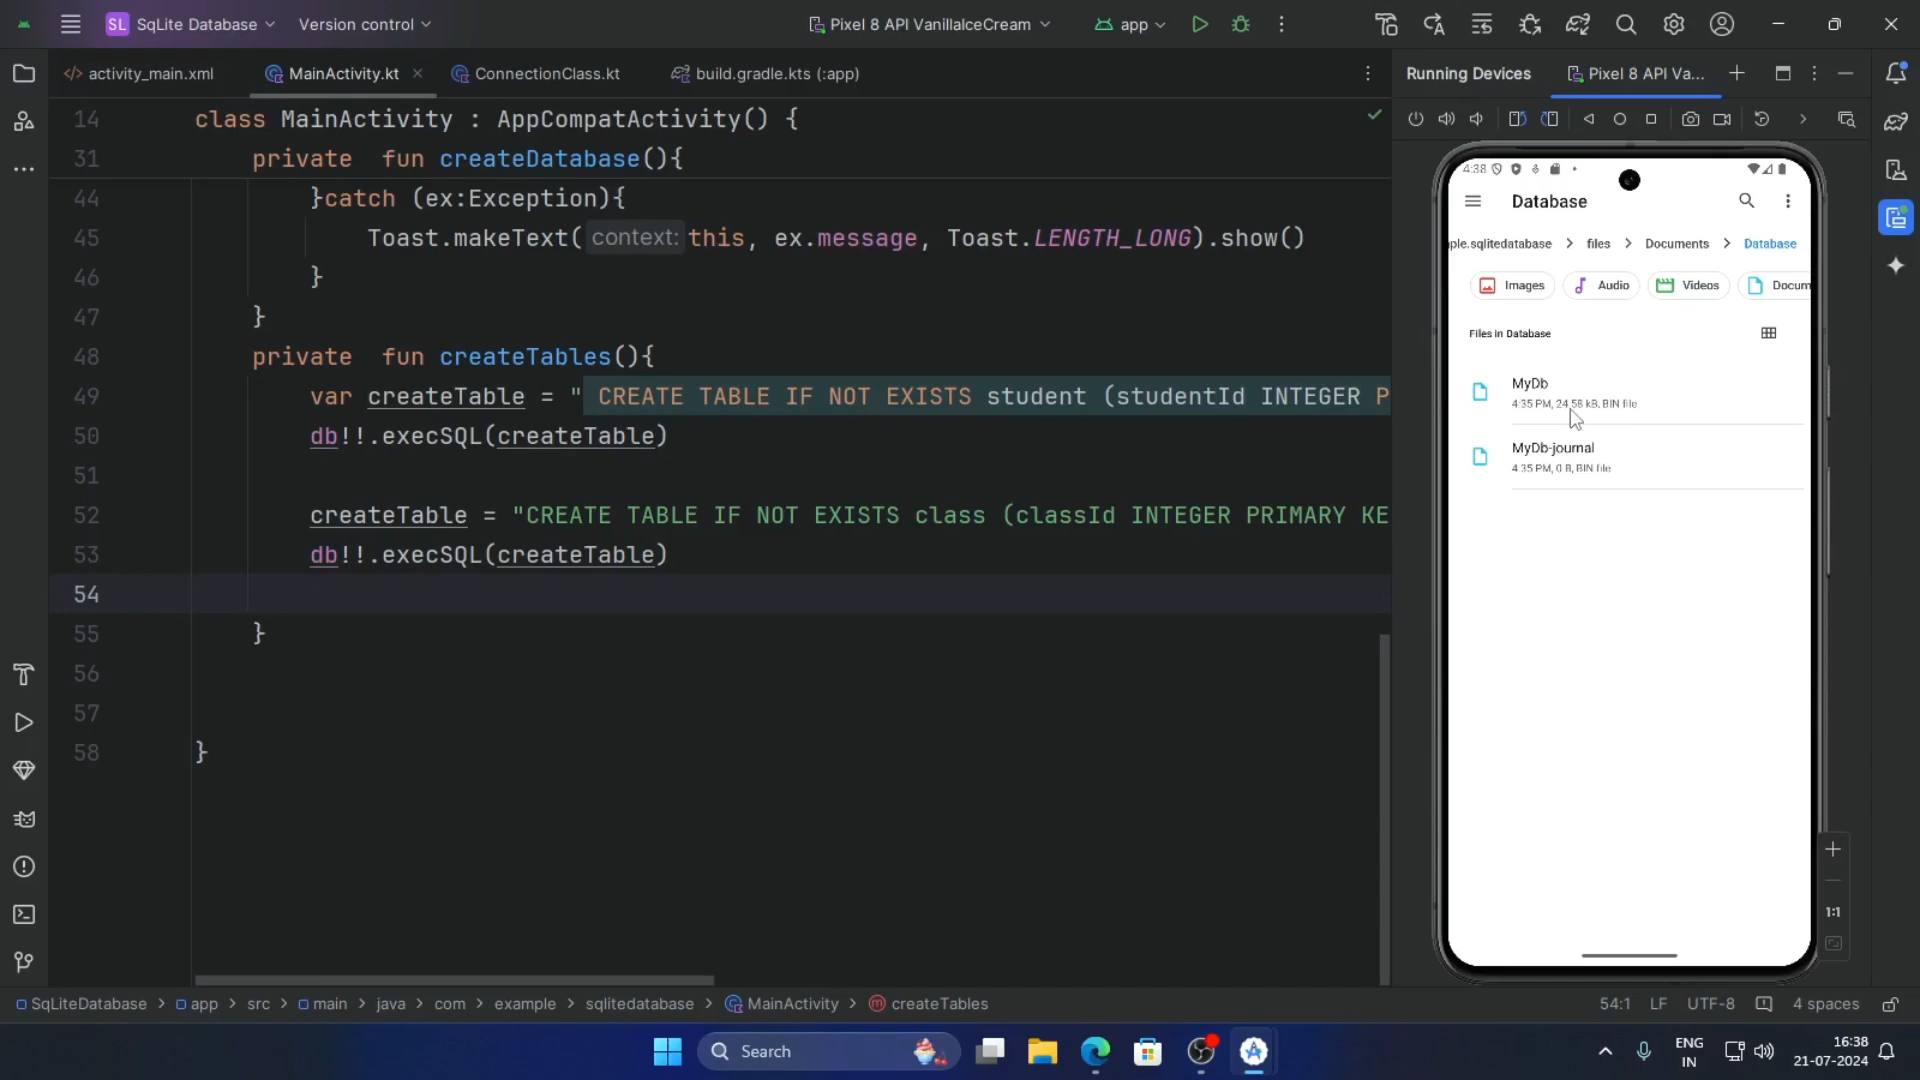 SL SqLite Database Version control Pixel 8 API VanillaIceCream app
activity_main.xml MainActivity.kt ConnectionClass.kt build.gradle.kts (:app) Running Devices Pixel 8 API Va...
14 class MainActivity : AppCompatActivity() {
31 private fun createDatabase(){
44 }catch (ex:Exception){
45 Toast.makeText( context: this, ex.message, Toast.LENGTH_LONG).show()
46 }
47 }
48 private fun createTables(){
49 var createTable = " CREATE TABLE IF NOT EXISTS student (studentId INTEGER P
50 db!!.execSQL(createTable)
51
52 createTable = "CREATE TABLE IF NOT EXISTS class (classId INTEGER PRIMARY KE
53 db!!.execSQL(createTable)
54
55 }
56
57
58 }
4:38
Database
ple.sqlitedatabase > files > Documents > Database
Images Audio Videos Docum
Files in Database
MyDb
4:35 PM, 24.58 kB, BIN file
MyDb-journal
4:35 PM, 0 B, BIN file
1:1
SqLiteDatabase > app > src > main > java > com > example > sqlitedatabase > MainActivity > createTables 54:1 LF UTF-8 4 spaces
Search
ENG
IN
16:38
21-07-2024